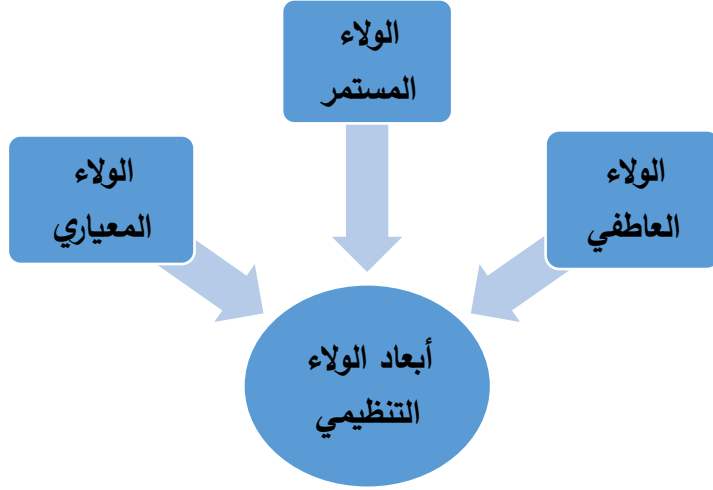 الولاء
المستمر
الولاء
العاطفي
الولاء
المعياري
أبعاد الولاء
التنظيمي